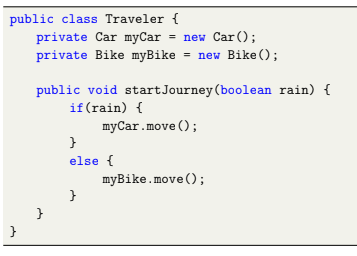 public class Traveler {
    private Car myCar = new Car();
    private Bike myBike = new Bike();

    public void startJourney(boolean rain) {
        if(rain) {
            myCar.move();
        }
        else {
            myBike.move();
        }
    }
}